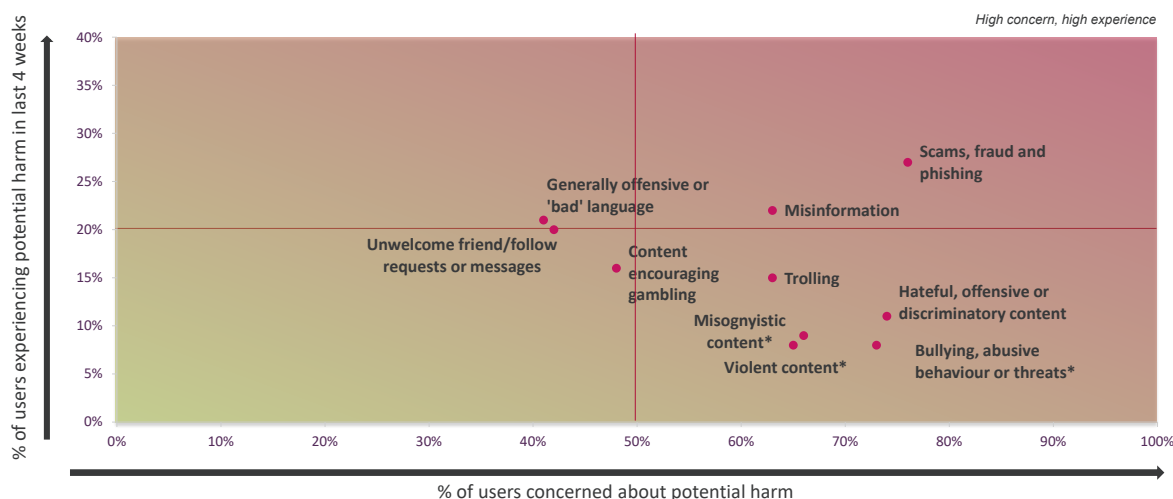 High concern, high experience
% of users experiencing potential harm in last 4 weeks
40%
35%
30%
25%
20%
15%
10%
5%
0%
Scams, fraud and
phishing
Generally offensive or
'bad' language
Misinformation
Unwelcome friend/follow
requests or messages
Content
encouraging
gambling
Trolling
Hateful, offensive or
discriminatory content
Misognyistic
content*
Violent content*
Bullying, abusive
behaviour or threats*
0%
10%
20%
30%
40%
50%
60%
70%
80%
90%
100%
% of users concerned about potential harm